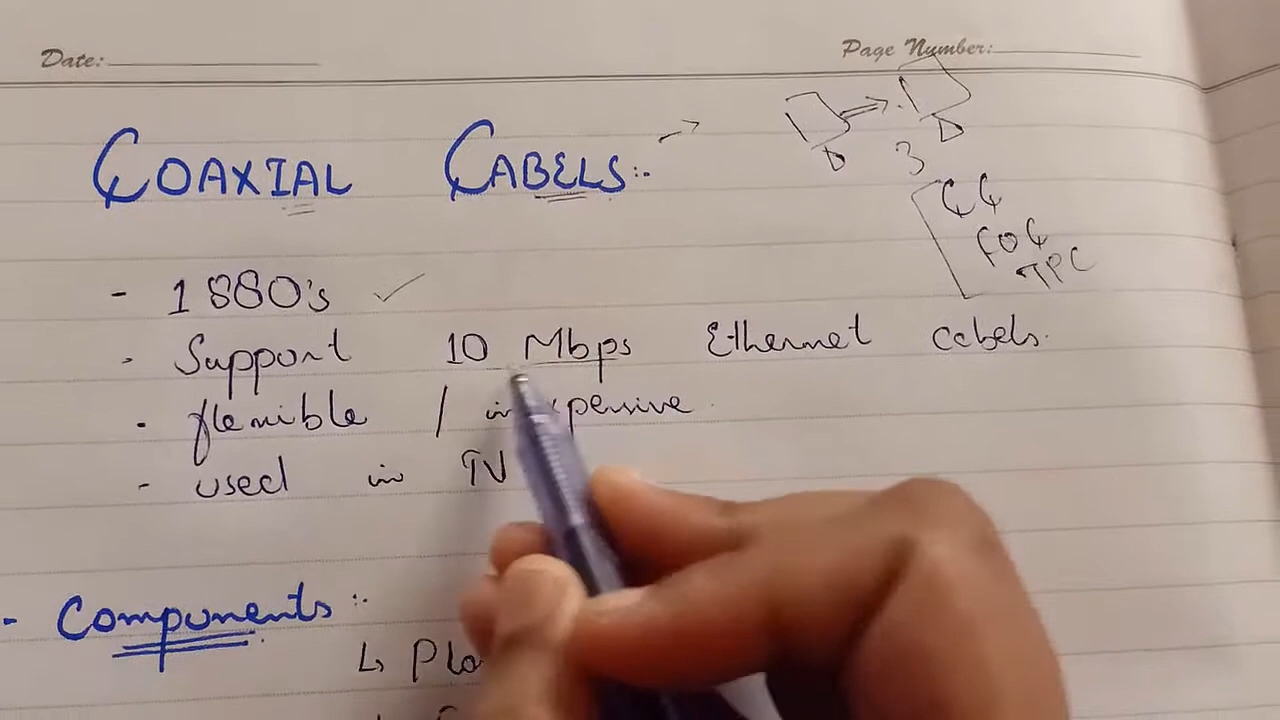 Date:
Page Number:
COAXIAL CABELS:-
3
CC
FOC
TPC
- 1880's
- Support 10 Mbps Ethernet cabels.
- flexible / inexpensive
- used in TV
- Components :-